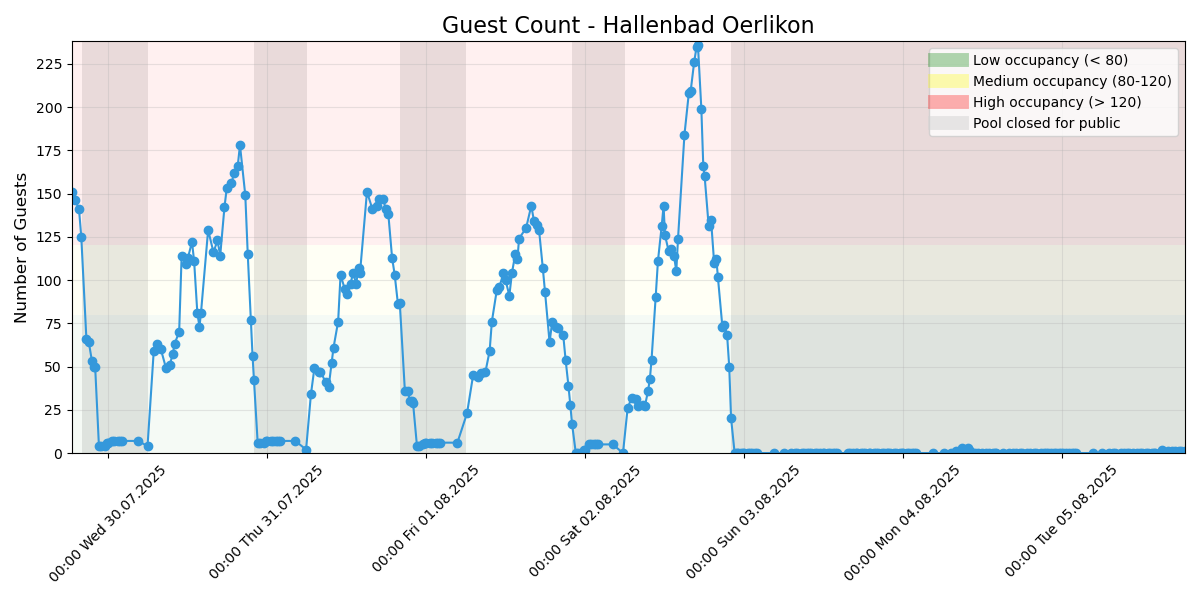 Guest Count - Hallenbad Oerlikon
Low occupancy (< 80)
Medium occupancy (80-120)
High occupancy (> 120)
Pool closed for public
Number of Guests
225
200
175
150
125
100
75
50
25
0
00:00 Wed 30.07.2025
00:00 Thu 31.07.2025
00:00 Fri 01.08.2025
00:00 Sat 02.08.2025
00:00 Sun 03.08.2025
00:00 Mon 04.08.2025
00:00 Tue 05.08.2025